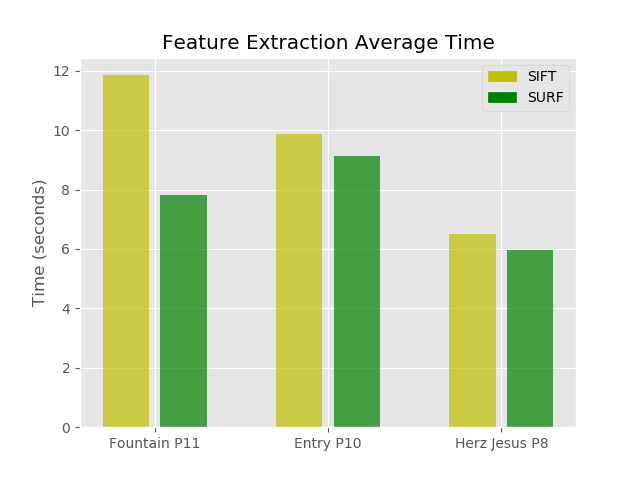 Feature Extraction Average Time
SIFT
SURF
Time (seconds)
12
10
8
6
4
2
0
Fountain P11
Entry P10
Herz Jesus P8